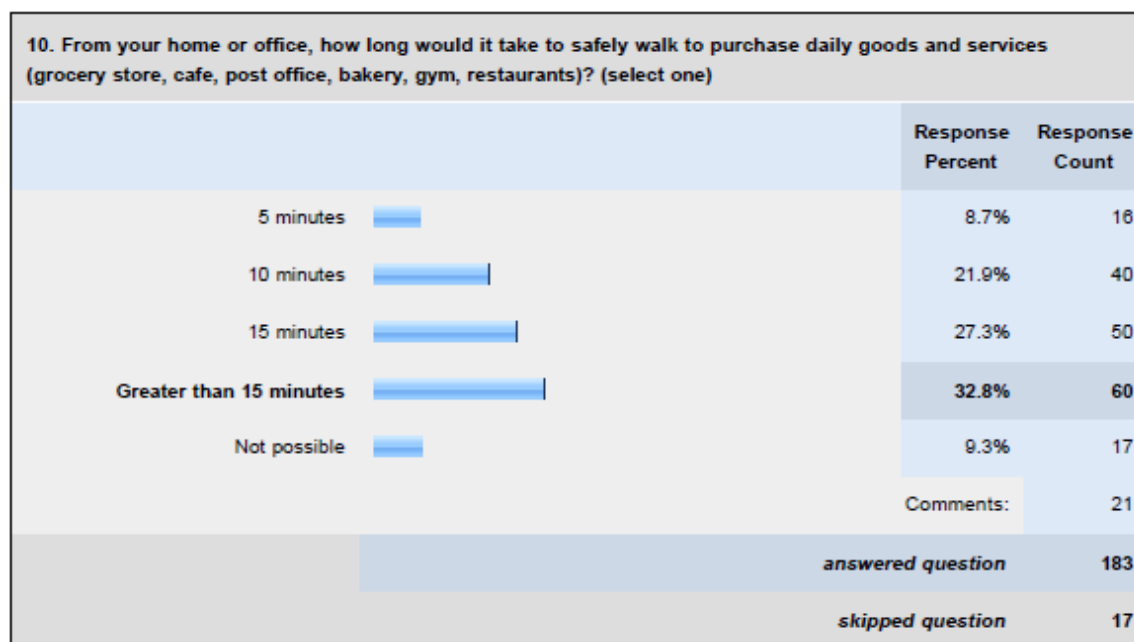 10. From your home or office, how long would it take to safely walk to purchase daily goods and services
(grocery store, cafe, post office, bakery, gym, restaurants)? (select one)
Response Percent Response Count
5 minutes 8.7% 16
10 minutes 21.9% 40
15 minutes 27.3% 50
Greater than 15 minutes 32.8% 60
Not possible 9.3% 17
Comments: 21
answered question 183
skipped question 17